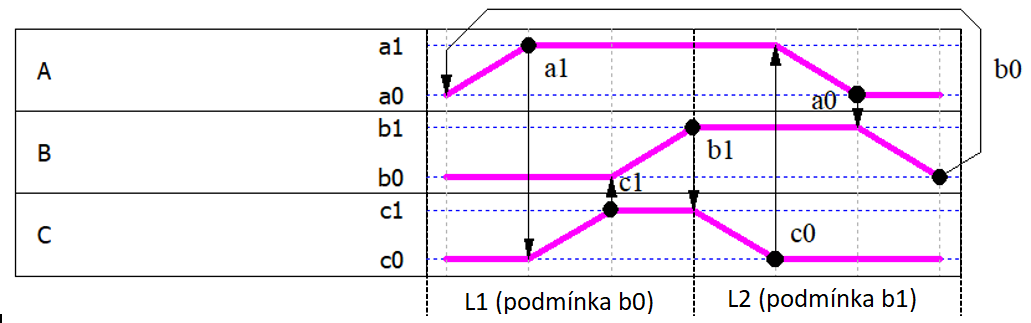 a1
A
a1
b0
a0
a0
b1
B
b1
b0
c1
c1
C
c0
c0
L1 (podmínka b0)
L2 (podmínka b1)